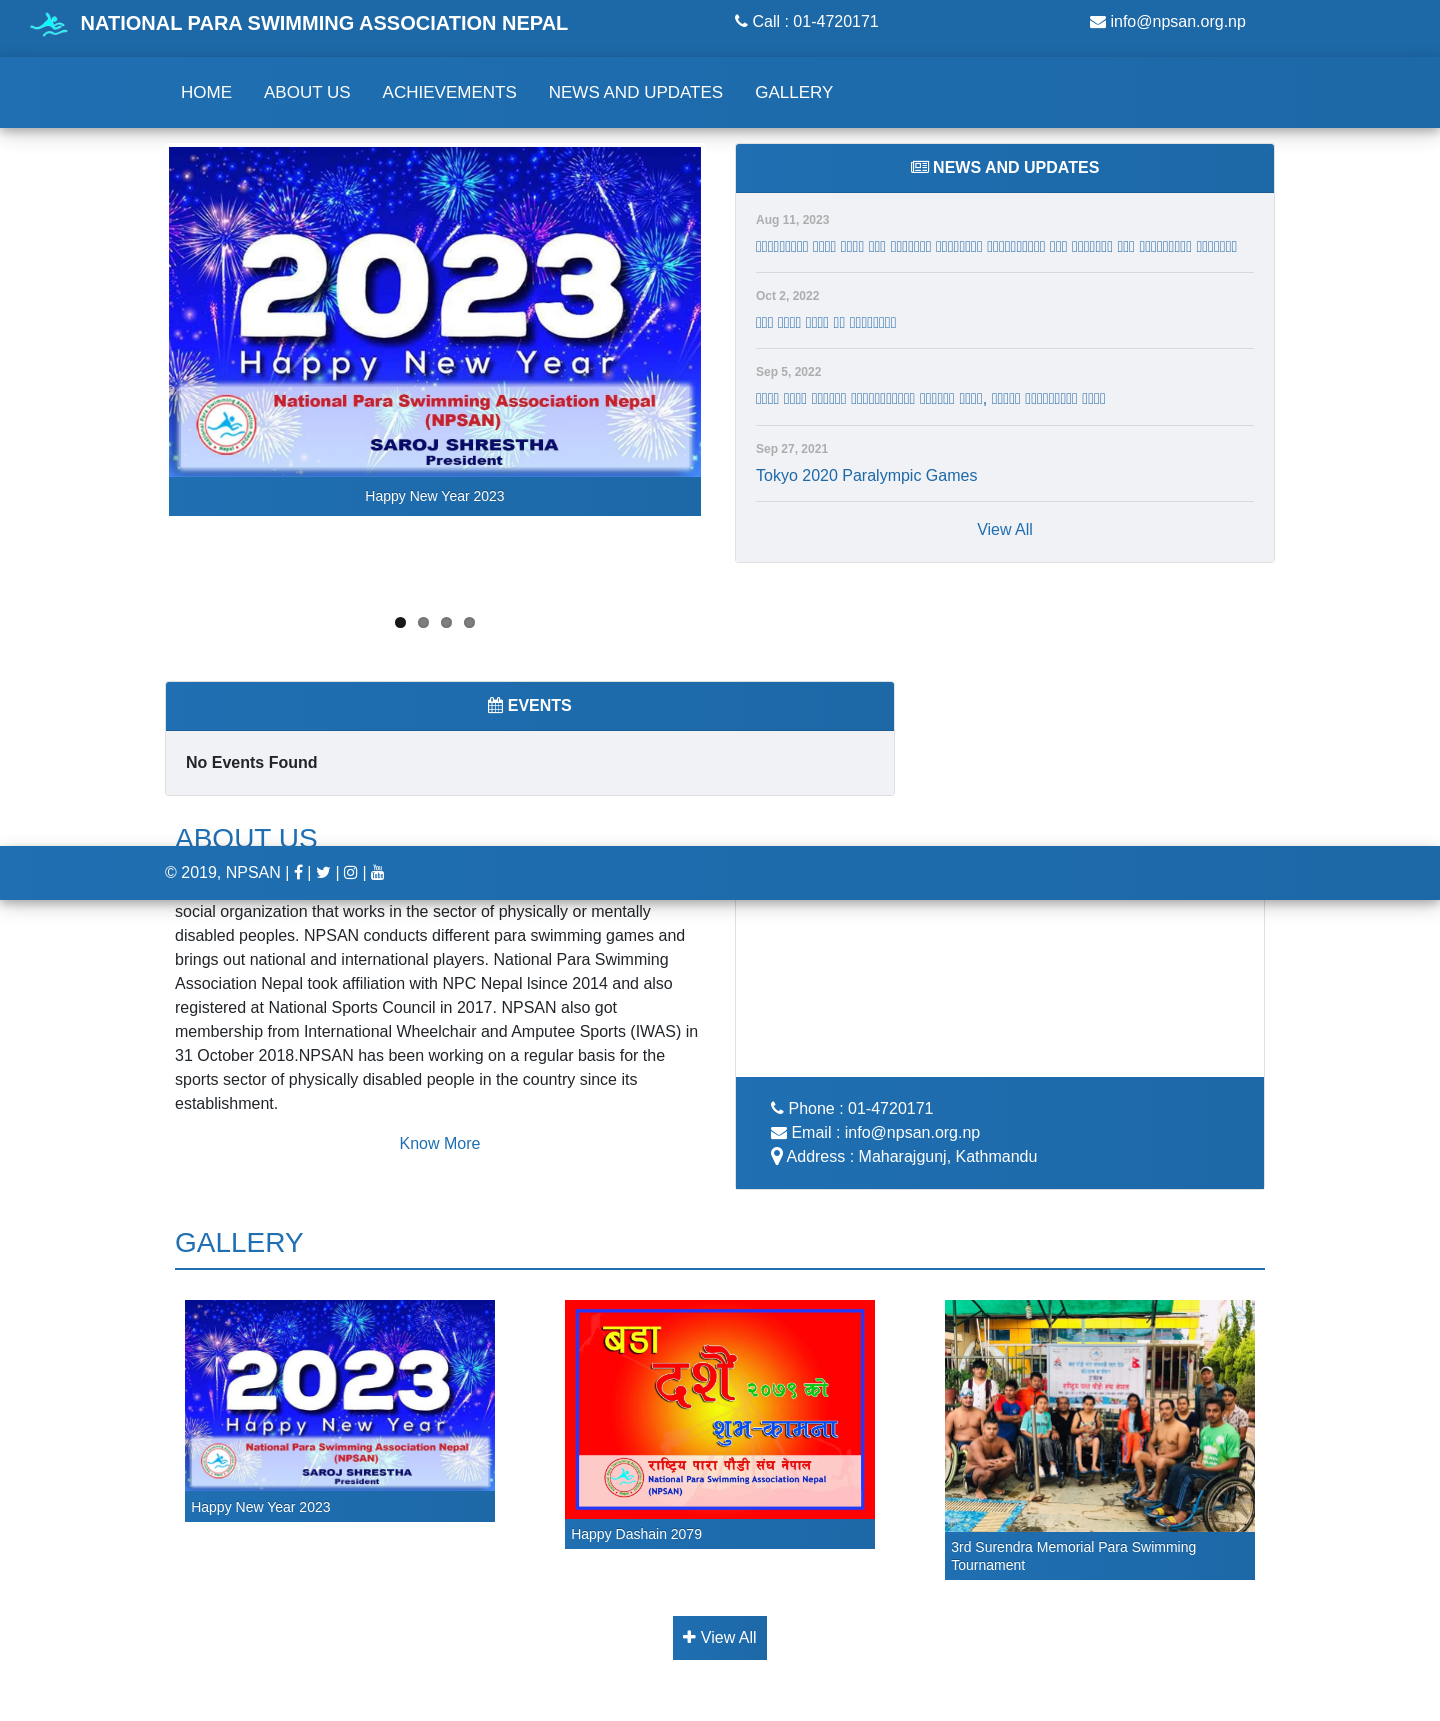 NATIONAL PARA SWIMMING ASSOCIATION NEPAL
Call : 01-4720171
info@npsan.org.np
HOME
ABOUT US
ACHIEVEMENTS
NEWS AND UPDATES
GALLERY
2023
Happy New Year
National Para Swimming Association Nepal
(NPSAN)
SAROJ SHRESTHA
President
Happy New Year 2023
NEWS AND UPDATES
Aug 11, 2023
Oct 2, 2022
Sep 5, 2022
Sep 27, 2021
Tokyo 2020 Paralympic Games
View All
EVENTS
No Events Found
ABOUT US
© 2019, NPSAN | | | |
social organization that works in the sector of physically or mentally
disabled peoples. NPSAN conducts different para swimming games and
brings out national and international players. National Para Swimming
Association Nepal took affiliation with NPC Nepal lsince 2014 and also
registered at National Sports Council in 2017. NPSAN also got
membership from International Wheelchair and Amputee Sports (IWAS) in
31 October 2018.NPSAN has been working on a regular basis for the
sports sector of physically disabled people in the country since its
establishment.
Know More
Phone : 01-4720171
Email : info@npsan.org.np
Address : Maharajgunj, Kathmandu
GALLERY
2023
Happy New Year
National Para Swimming Association Nepal
(NPSAN)
SAROJ SHRESTHA
President
Happy New Year 2023
बडा
दशैं
२०७९ को
शुभ-कामना
राष्ट्रिय पारा पौडी संघ नेपाल
National Para Swimming Association Nepal
(NPSAN)
Happy Dashain 2079
3rd Surendra Memorial Para Swimming
Tournament
View All